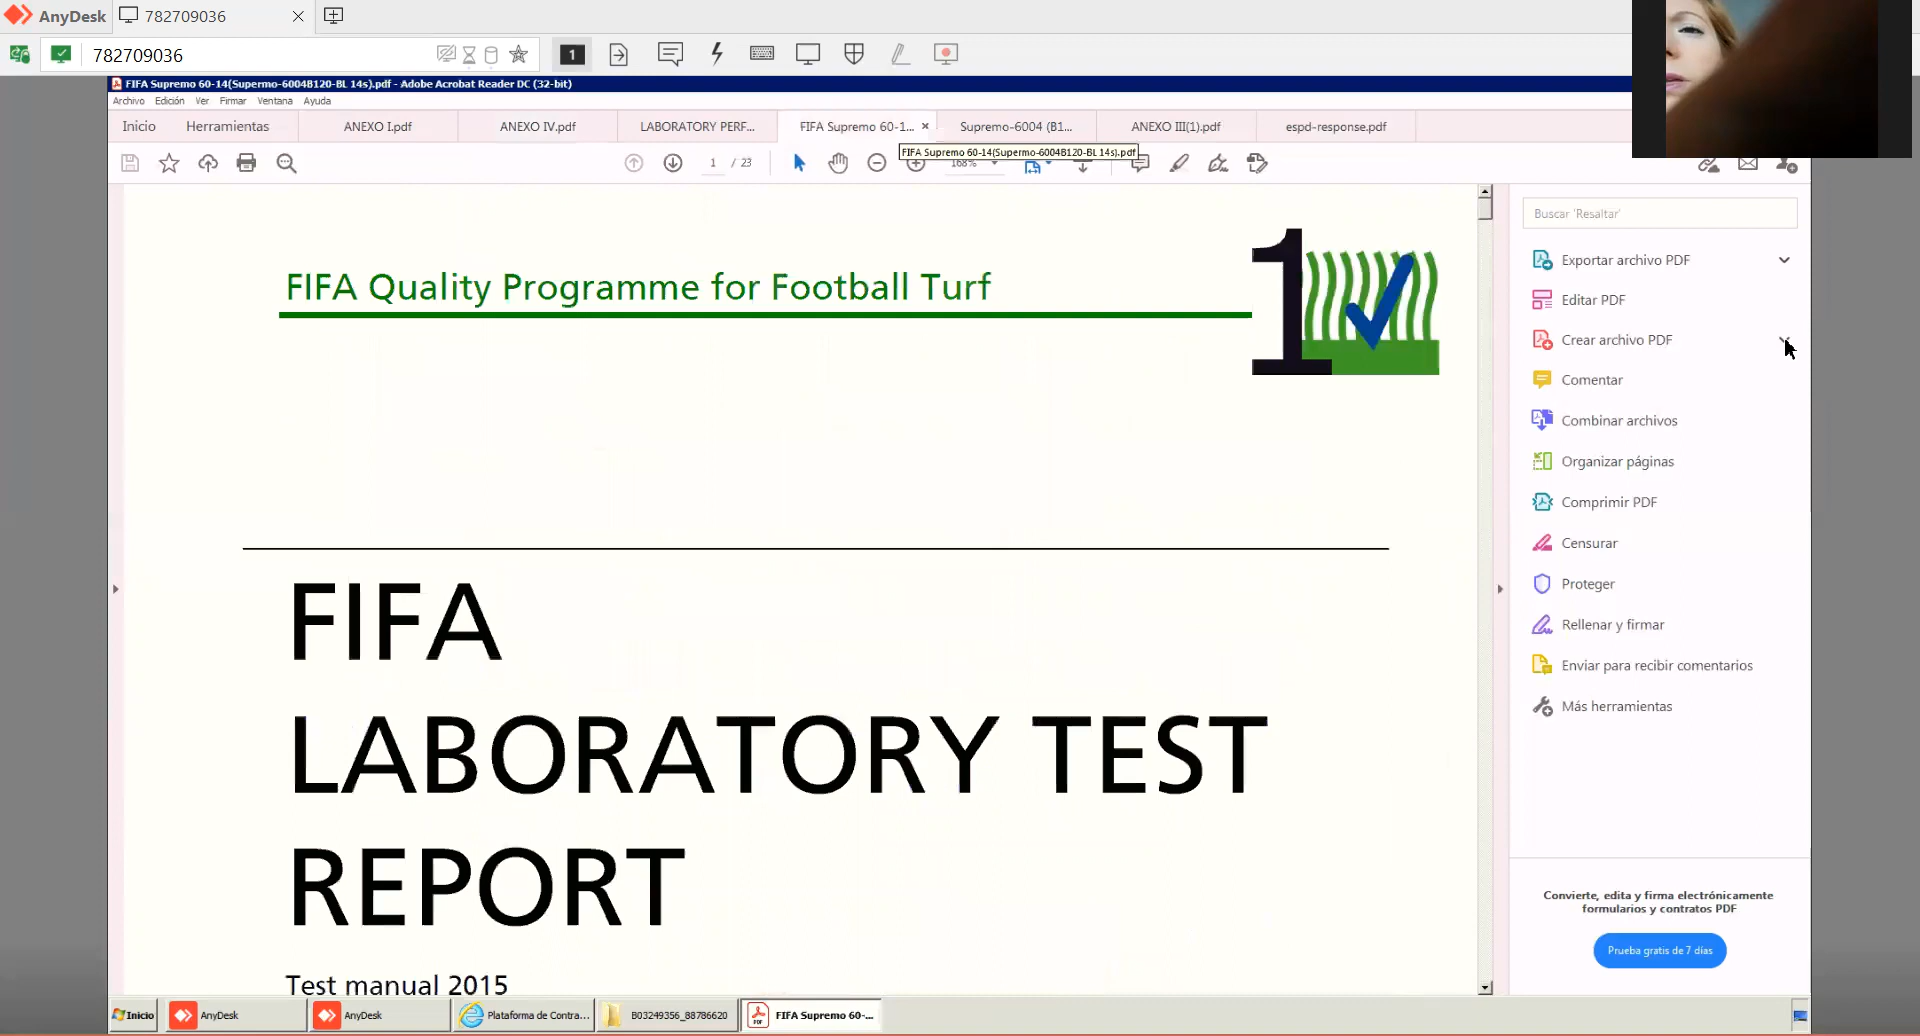 AnyDesk
782709036
782709036
1
FIFA Supremo 60-14(Supermo-6004B120-BL 14s).pdf - Adobe Acrobat Reader DC (32-bit)
Archivo Edición Ver Firmar Ventana Ayuda
Inicio Herramientas ANEXO I.pdf ANEXO IV.pdf LABORATORY PERF... FIFA Supremo 60-1... Supremo-6004 (B1... ANEXO III(1).pdf espd-response.pdf
FIFA Supremo 60-14(Supermo-6004B120-BL 14s).pdf
1 / 23 168%
Buscar 'Resaltar'
Exportar archivo PDF
Editar PDF
Crear archivo PDF
Comentar
Combinar archivos
Organizar páginas
Comprimir PDF
Censurar
Proteger
Rellenar y firmar
Enviar para recibir comentarios
Más herramientas
Convierte, edita y firma electrónicamente
formularios y contratos PDF
Prueba gratis de 7 días
FIFA Quality Programme for Football Turf
1
FIFA
LABORATORY TEST
REPORT
Test manual 2015
Inicio AnyDesk AnyDesk Plataforma de Contra... B03249356_88786620 FIFA Supremo 60-...